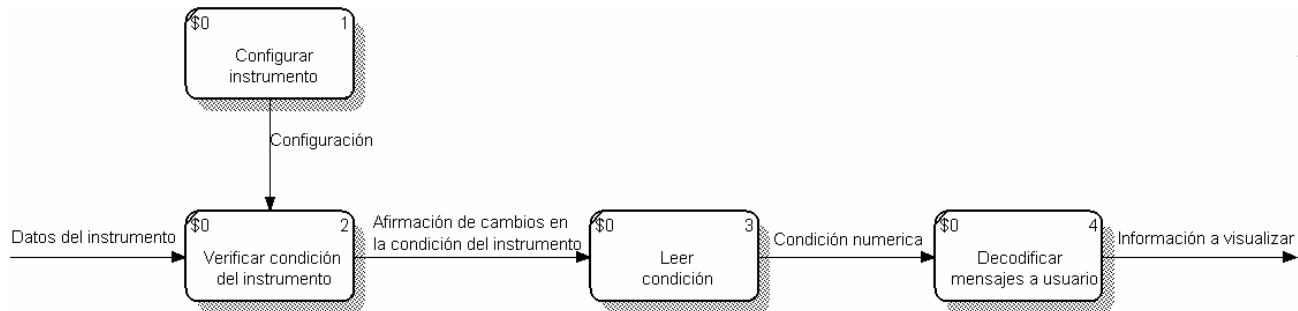 $0 1
Configurar
instrumento
Configuración
Datos del instrumento
$0 2
Verificar condición
del instrumento
Afirmación de cambios en
la condición del instrumento
$0 3
Leer
condición
Condición numerica
$0 4
Decodificar
mensajes a usuario
Información a visualizar